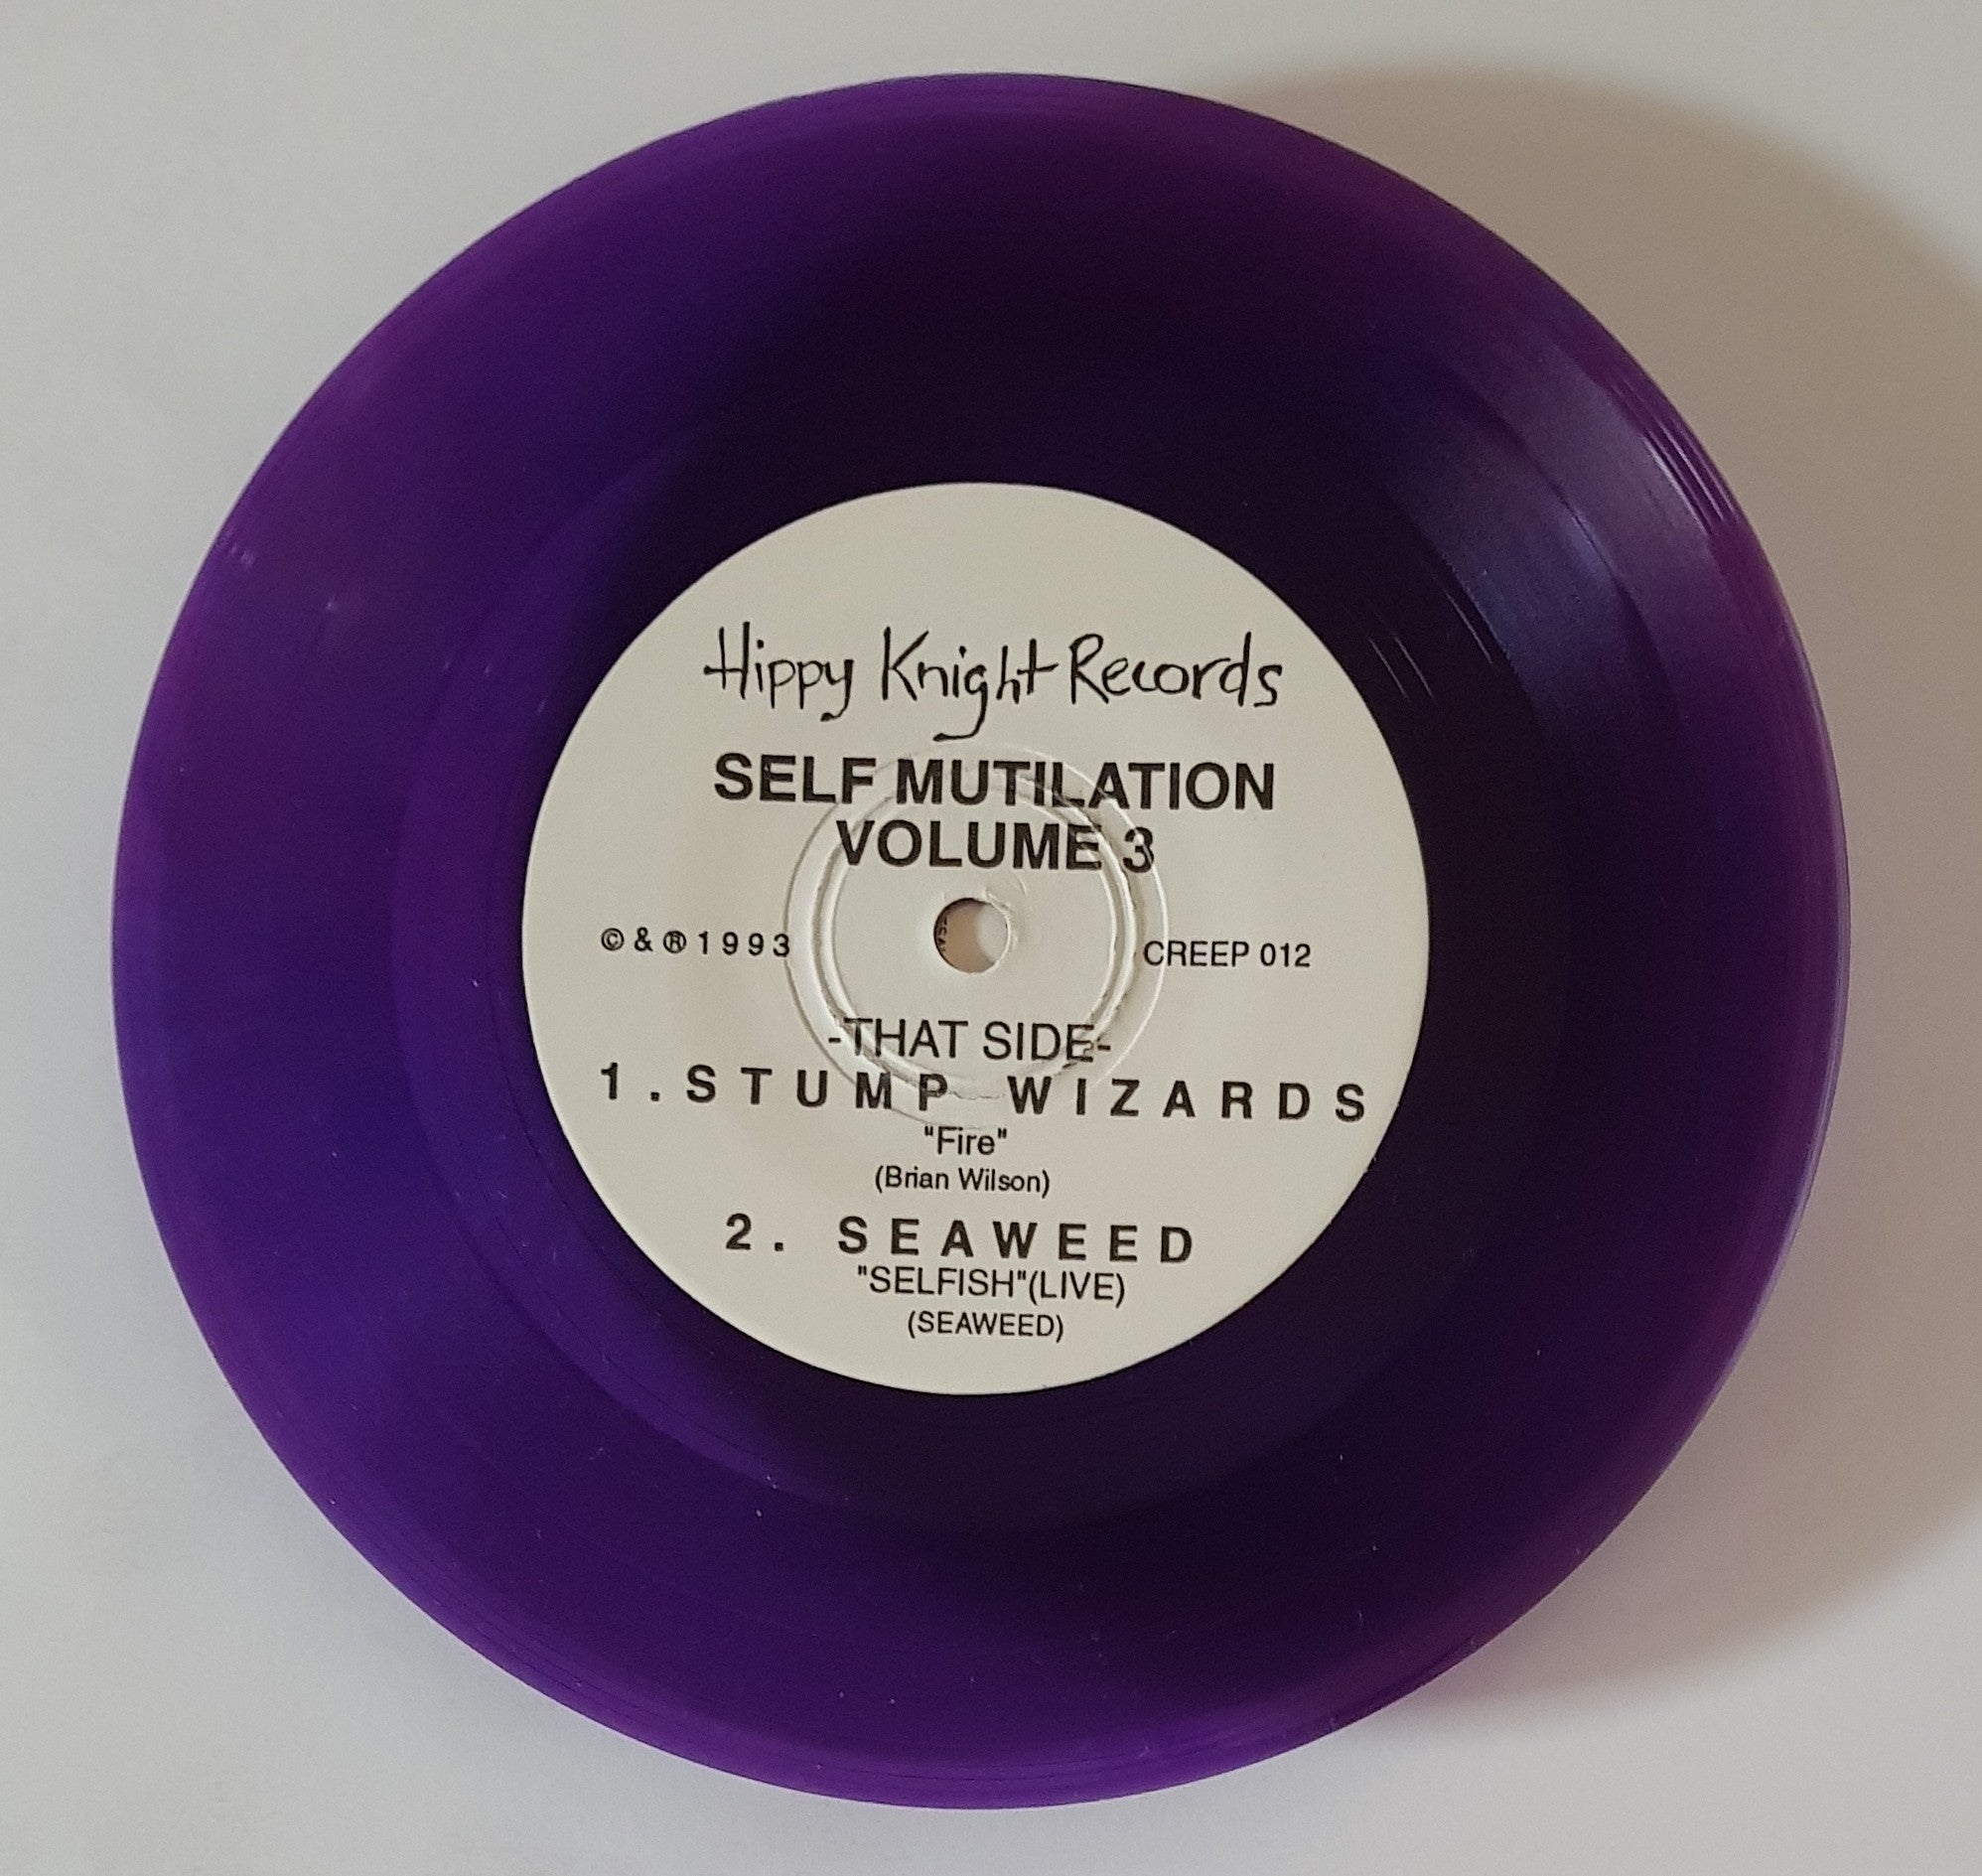 Hippy Knight Records
SELF MUTILATION
VOLUME 3
©&®1993
CREEP 012
-THAT SIDE-
1. STUMP WIZARDS
"Fire"
(Brian Wilson)
2. SEAWEED
"SELFISH"(LIVE)
(SEAWEED)